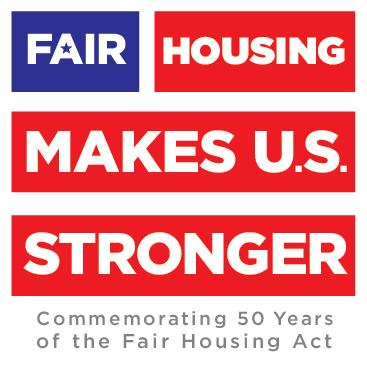 FAIR HOUSING
MAKES U.S.
STRONGER
Commemorating 50 Years
of the Fair Housing Act